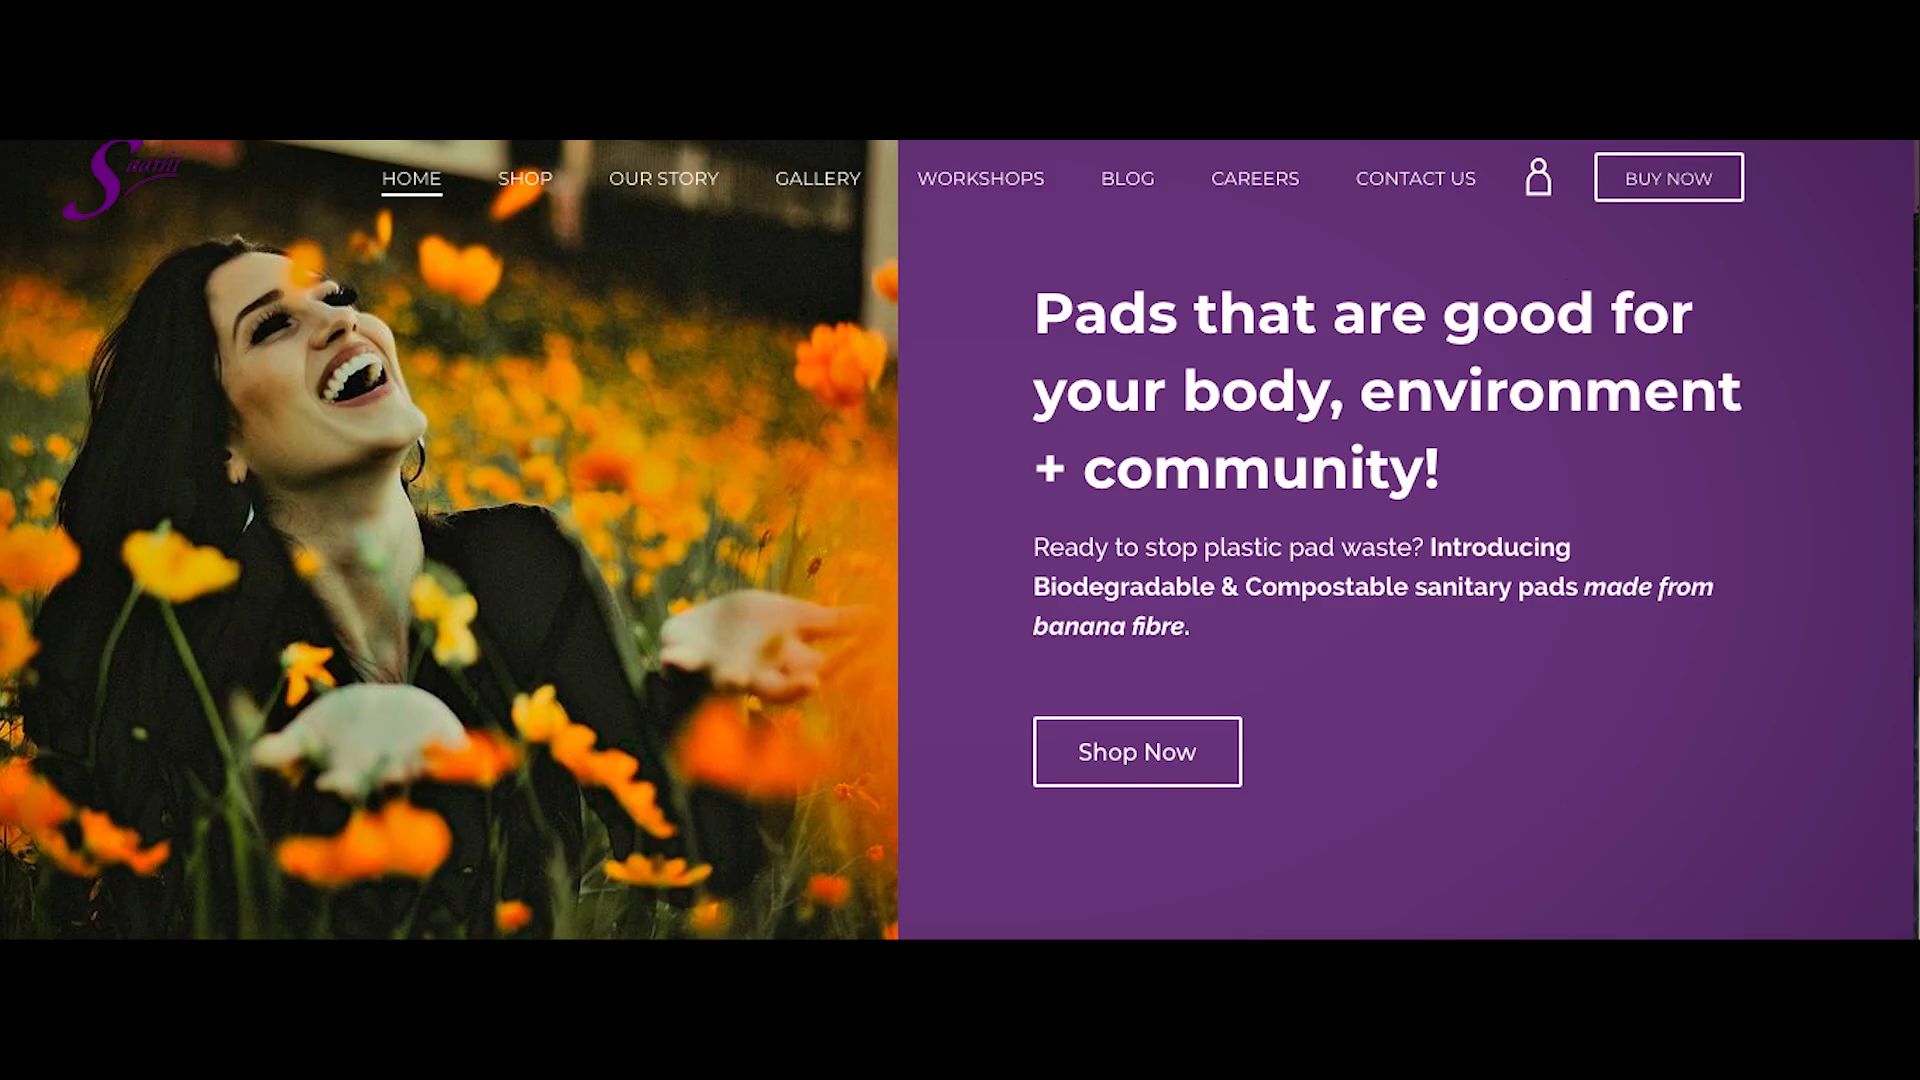 Saathi
HOME SHOP OUR STORY GALLERY WORKSHOPS BLOG CAREERS CONTACT US BUY NOW
Pads that are good for
your body, environment
+ community!
Ready to stop plastic pad waste? Introducing
Biodegradable & Compostable sanitary pads made from
banana fibre.
Shop Now